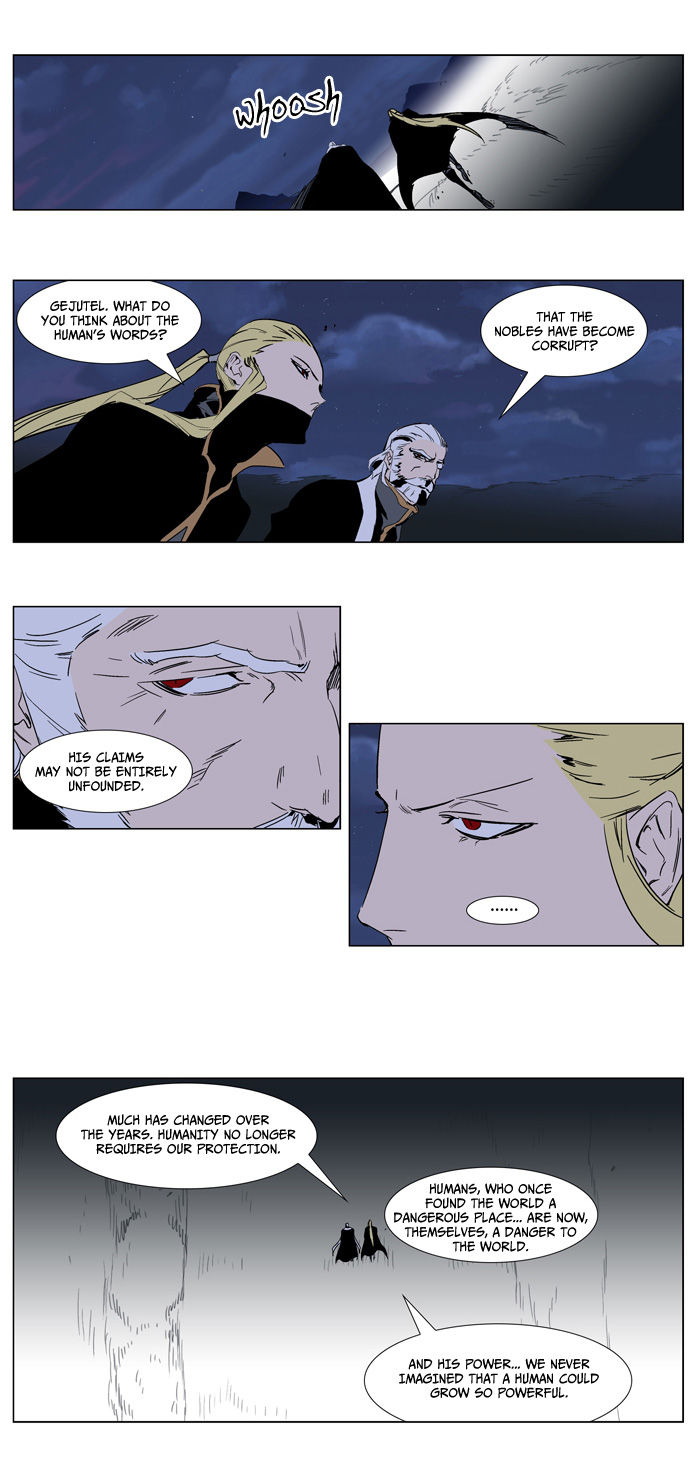 whoosh
GEJUTEL. WHAT DO
YOU THINK ABOUT THE
HUMAN'S WORDS?
THAT THE
NOBLES HAVE BECOME
CORRUPT?
HIS CLAIMS
MAY NOT BE ENTIRELY
UNFOUNDED.
......
MUCH HAS CHANGED OVER
THE YEARS. HUMANITY NO LONGER
REQUIRES OUR PROTECTION.
HUMANS, WHO ONCE
FOUND THE WORLD A
DANGEROUS PLACE... ARE NOW,
THEMSELVES, A DANGER TO
THE WORLD.
AND HIS POWER... WE NEVER
IMAGINED THAT A HUMAN COULD
GROW SO POWERFUL.